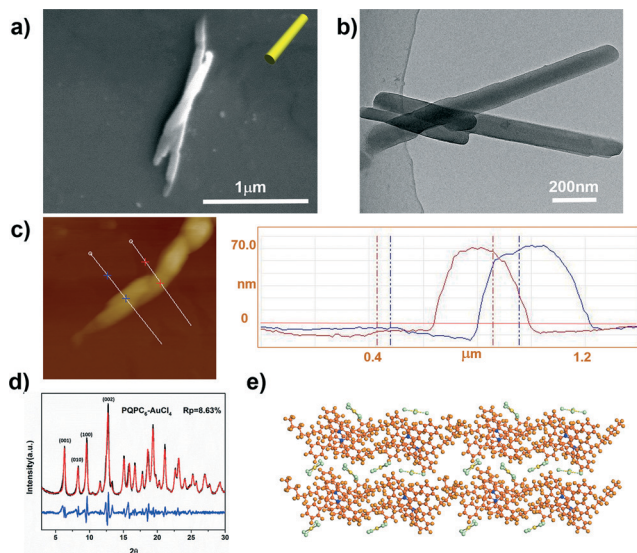 a)
1μm
b)
200nm
c)
70.0
nm
0
0.4
μm
1.2
d)
PQPC6-AuCl4
Rp=8.63%
(001)
(010)
(100)
(002)
Intensity(a.u.)
5
10
15
20
25
30
2θ
e)